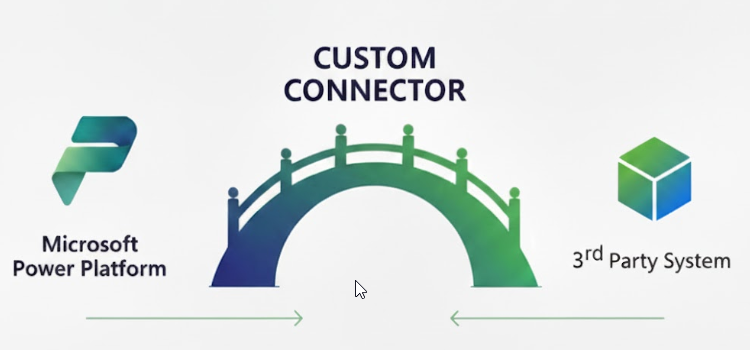 CUSTOM
CONNECTOR
Microsoft
Power Platform
3rd Party System